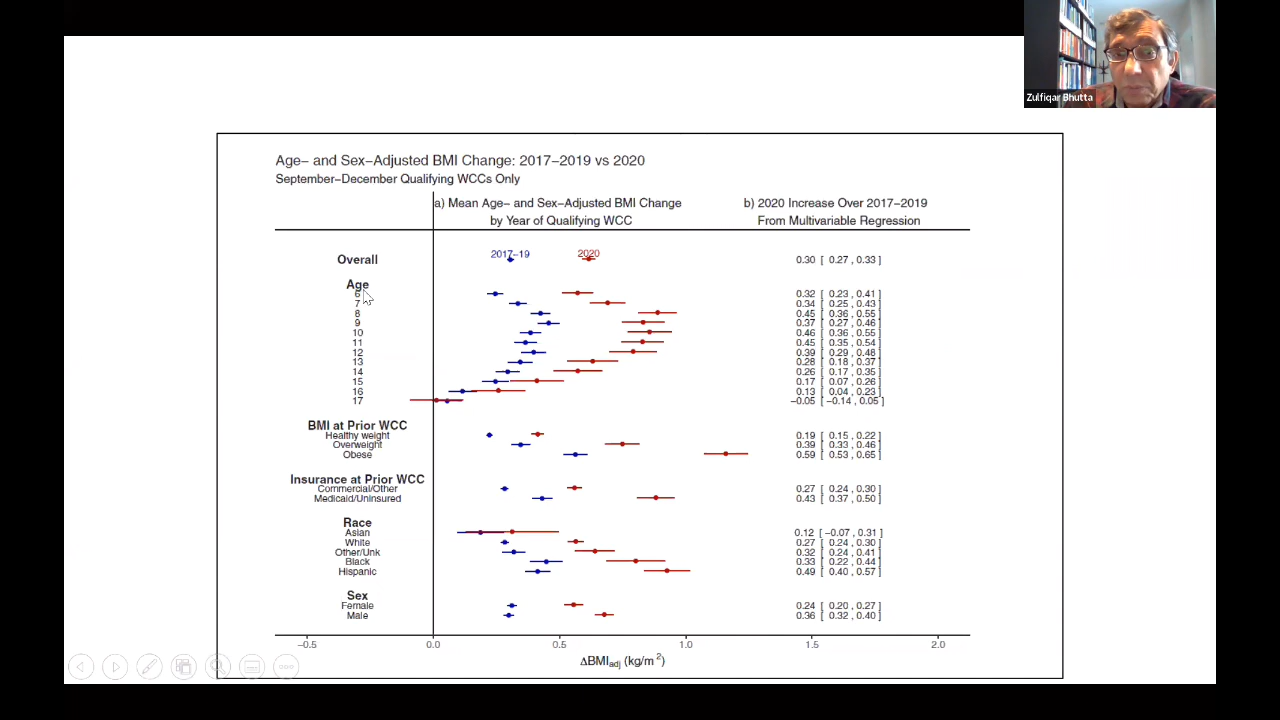 Zulfiqar Bhutta
Age- and Sex-Adjusted BMI Change: 2017-2019 vs 2020
September-December Qualifying WCCs Only
a) Mean Age- and Sex-Adjusted BMI Change
by Year of Qualifying WCC
b) 2020 Increase Over 2017-2019
From Multivariable Regression
2017-19 2020
Overall 0.30 [ 0.27 , 0.33 ]
Age
6 0.32 [ 0.23 , 0.41 ]
7 0.34 [ 0.25 , 0.43 ]
8 0.45 [ 0.36 , 0.55 ]
9 0.37 [ 0.27 , 0.46 ]
10 0.46 [ 0.36 , 0.55 ]
11 0.45 [ 0.35 , 0.54 ]
12 0.39 [ 0.29 , 0.48 ]
13 0.28 [ 0.18 , 0.37 ]
14 0.26 [ 0.17 , 0.35 ]
15 0.17 [ 0.07 , 0.26 ]
16 0.13 [ 0.04 , 0.23 ]
17 -0.05 [ -0.14 , 0.05 ]
BMI at Prior WCC
Healthy weight 0.19 [ 0.15 , 0.22 ]
Overweight 0.39 [ 0.33 , 0.46 ]
Obese 0.59 [ 0.53 , 0.65 ]
Insurance at Prior WCC
Commercial/Other 0.27 [ 0.24 , 0.30 ]
Medicaid/Uninsured 0.43 [ 0.37 , 0.50 ]
Race
Asian 0.12 [ -0.07 , 0.31 ]
White 0.27 [ 0.24 , 0.30 ]
Other/Unk 0.32 [ 0.24 , 0.41 ]
Black 0.33 [ 0.22 , 0.44 ]
Hispanic 0.49 [ 0.40 , 0.57 ]
Sex
Female 0.24 [ 0.20 , 0.27 ]
Male 0.36 [ 0.32 , 0.40 ]
-0.5 0.0 0.5 1.0 1.5 2.0
ΔBMIadj (kg/m²)